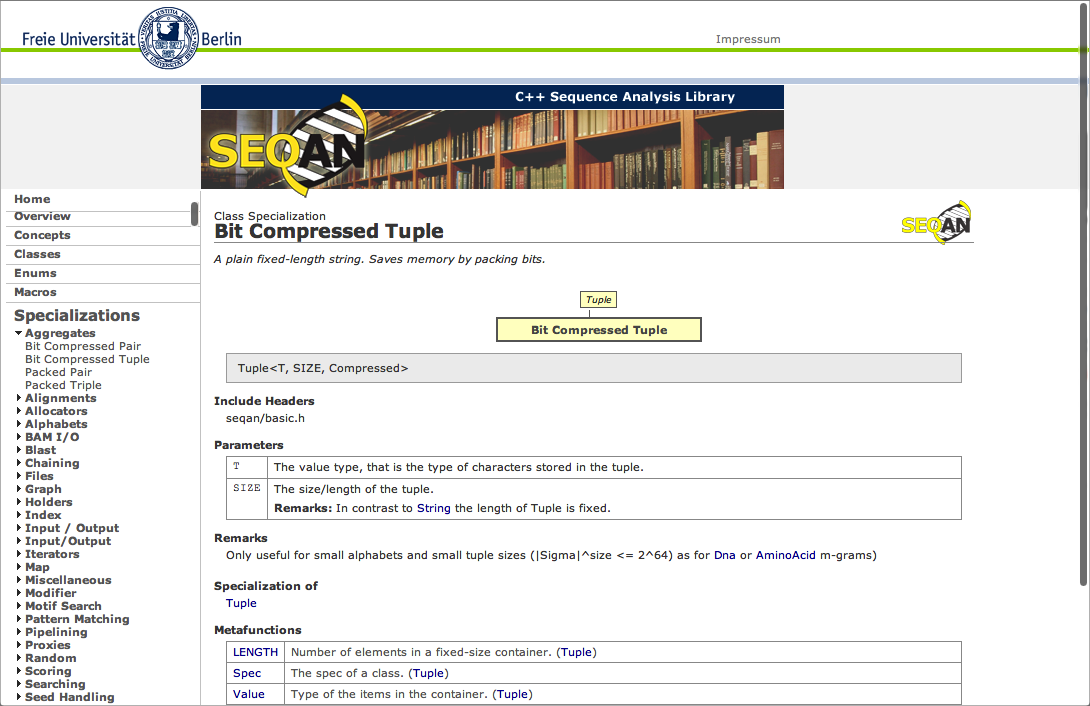 Freie Universität Berlin
Impressum
C++ Sequence Analysis Library
SEQAN
Home
Overview
Concepts
Classes
Enums
Macros
Specializations
Aggregates
Bit Compressed Pair
Bit Compressed Tuple
Packed Pair
Packed Triple
Alignments
Allocators
Alphabets
BAM I/O
Blast
Chaining
Files
Graph
Holders
Index
Input / Output
Input/Output
Iterators
Map
Miscellaneous
Modifier
Motif Search
Pattern Matching
Pipelining
Proxies
Random
Scoring
Searching
Seed Handling
Class Specialization
Bit Compressed Tuple
SEQAN
A plain fixed-length string. Saves memory by packing bits.
Tuple
Bit Compressed Tuple
Tuple<T, SIZE, Compressed>
Include Headers
seqan/basic.h
Parameters
T The value type, that is the type of characters stored in the tuple.
SIZE The size/length of the tuple.
Remarks: In contrast to String the length of Tuple is fixed.
Remarks
Only useful for small alphabets and small tuple sizes (|Sigma|^size <= 2^64) as for Dna or AminoAcid m-grams)
Specialization of
Tuple
Metafunctions
LENGTH Number of elements in a fixed-size container. (Tuple)
Spec The spec of a class. (Tuple)
Value Type of the items in the container. (Tuple)